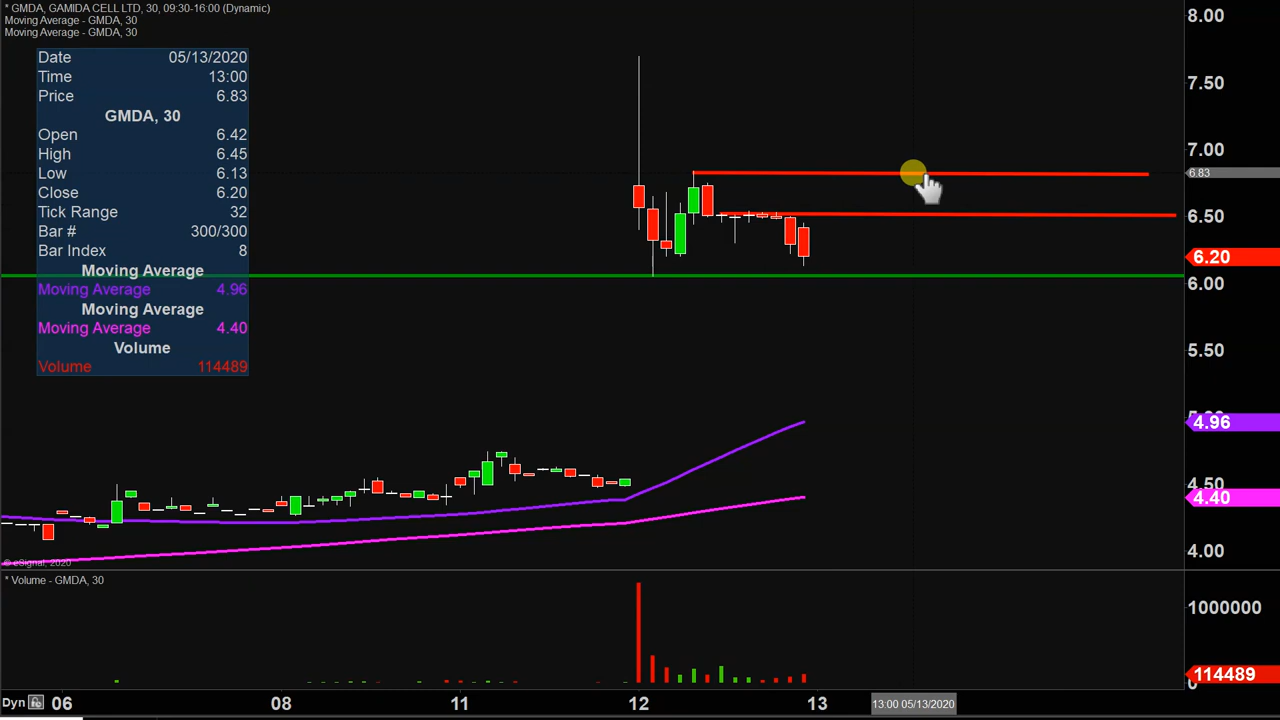 * GMDA, GAMIDA CELL LTD, 30, 09:30-16:00 (Dynamic)
Moving Average - GMDA, 30
Moving Average - GMDA, 30
Date 05/13/2020
Time 13:00
Price 6.83
GMDA, 30
Open 6.42
High 6.45
Low 6.13
Close 6.20
Tick Range 32
Bar # 300/300
Bar Index 8
Moving Average
Moving Average 4.96
Moving Average
Moving Average 4.40
Volume
Volume 114489
8.00
7.50
7.00
6.83
6.50
6.20
6.00
5.50
4.96
4.50
4.40
4.00
© eSignal, 2020
* Volume - GMDA, 30
1000000
114489
Dyn 06 08 11 12 13 13:00 05/13/2020